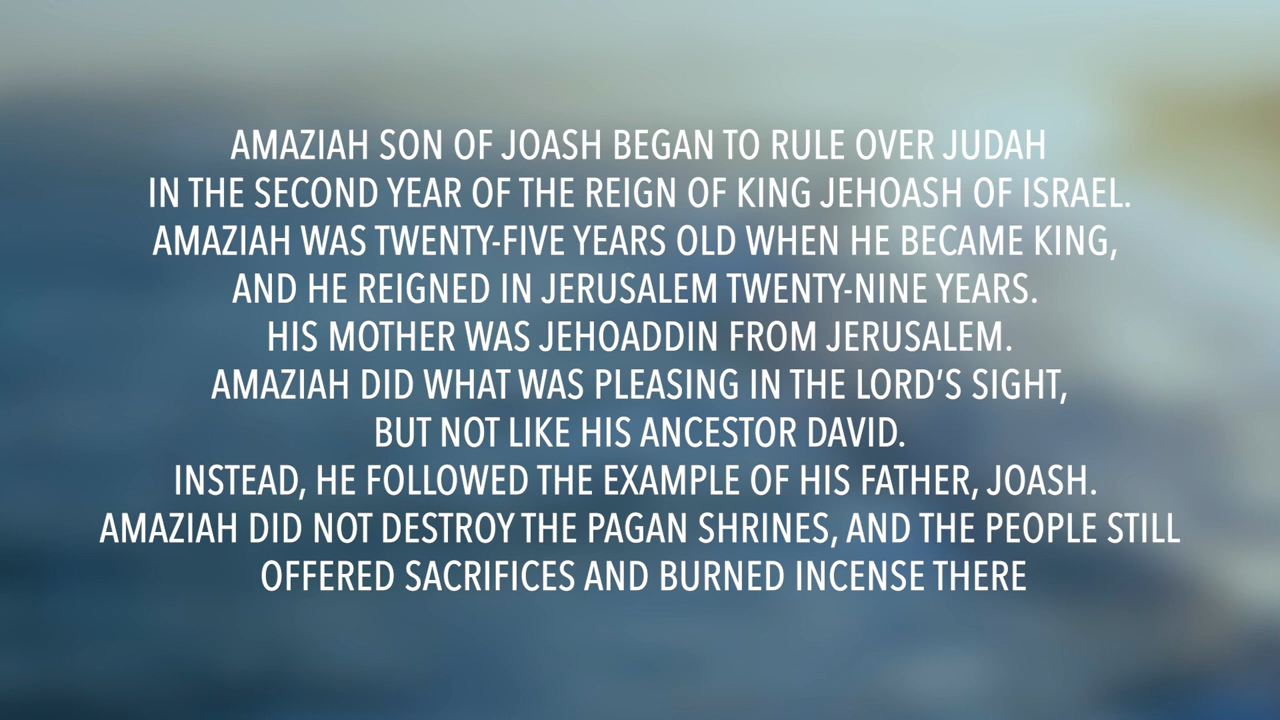 AMAZIAH SON OF JOASH BEGAN TO RULE OVER JUDAH
IN THE SECOND YEAR OF THE REIGN OF KING JEHOASH OF ISRAEL.
AMAZIAH WAS TWENTY-FIVE YEARS OLD WHEN HE BECAME KING,
AND HE REIGNED IN JERUSALEM TWENTY-NINE YEARS.
HIS MOTHER WAS JEHOADDIN FROM JERUSALEM.
AMAZIAH DID WHAT WAS PLEASING IN THE LORD’S SIGHT,
BUT NOT LIKE HIS ANCESTOR DAVID.
INSTEAD, HE FOLLOWED THE EXAMPLE OF HIS FATHER, JOASH.
AMAZIAH DID NOT DESTROY THE PAGAN SHRINES, AND THE PEOPLE STILL
OFFERED SACRIFICES AND BURNED INCENSE THERE